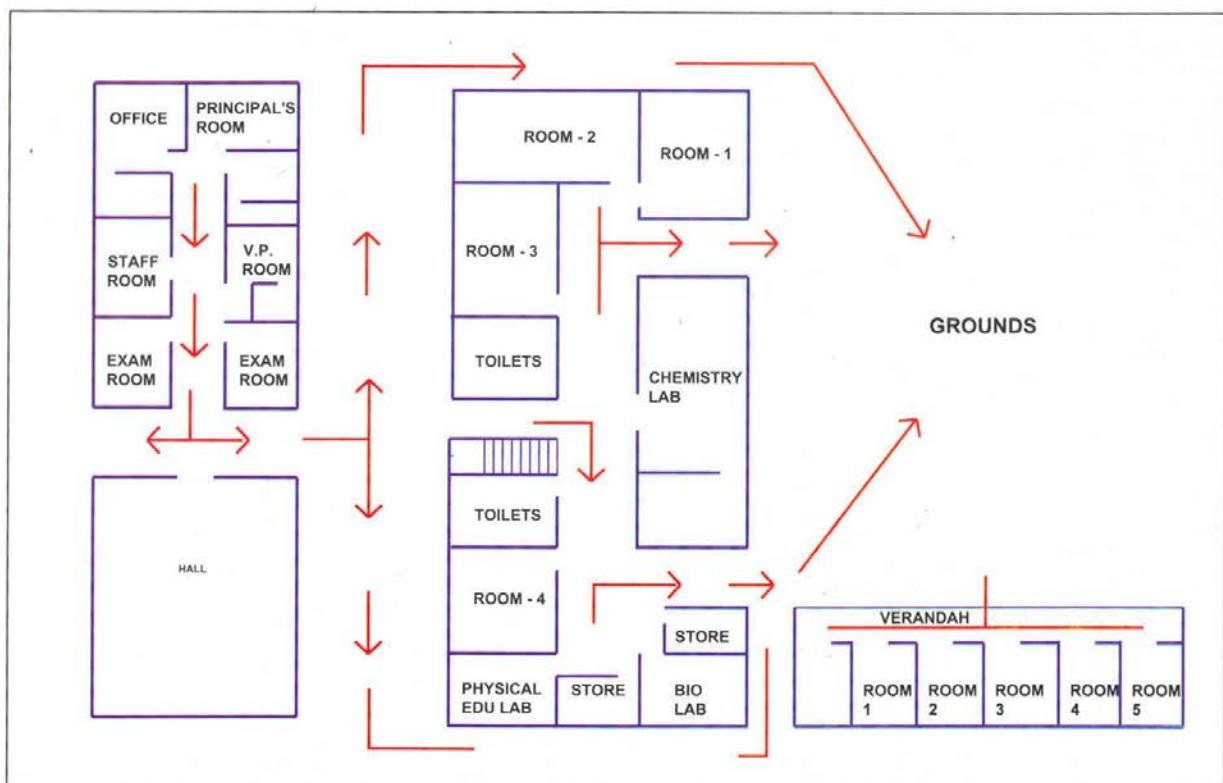 OFFICE
PRINCIPAL'S
ROOM
STAFF
ROOM
V.P.
ROOM
EXAM
ROOM
EXAM
ROOM
HALL
ROOM - 2
ROOM - 1
ROOM - 3
TOILETS
CHEMISTRY
LAB
TOILETS
ROOM - 4
STORE
PHYSICAL
EDU LAB
STORE
BIO
LAB
GROUNDS
VERANDAH
ROOM
1
ROOM
2
ROOM
3
ROOM
4
ROOM
5